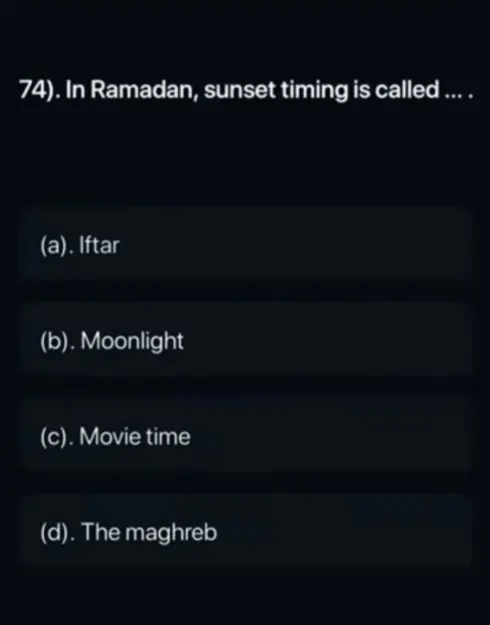 74). In Ramadan, sunset timing is called ... .
(a). Iftar
(b). Moonlight
(c). Movie time
(d). The maghreb